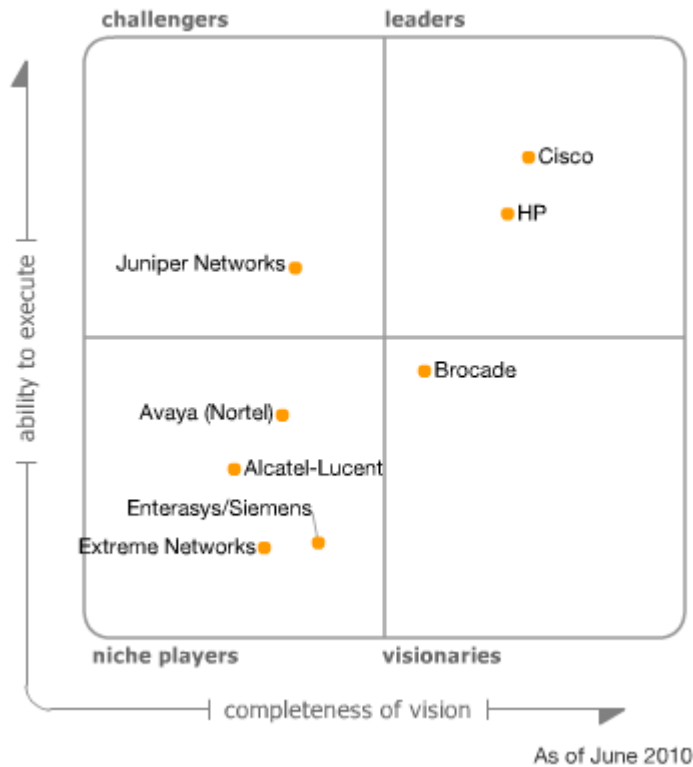 challengers
leaders
Cisco
HP
Juniper Networks
ability to execute
Brocade
Avaya (Nortel)
Alcatel-Lucent
Enterasys/Siemens
Extreme Networks
niche players
visionaries
completeness of vision
As of June 2010